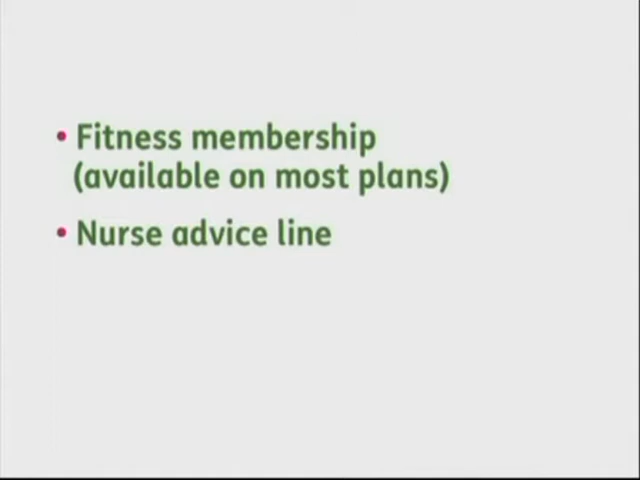 • Fitness membership
(available on most plans)
• Nurse advice line